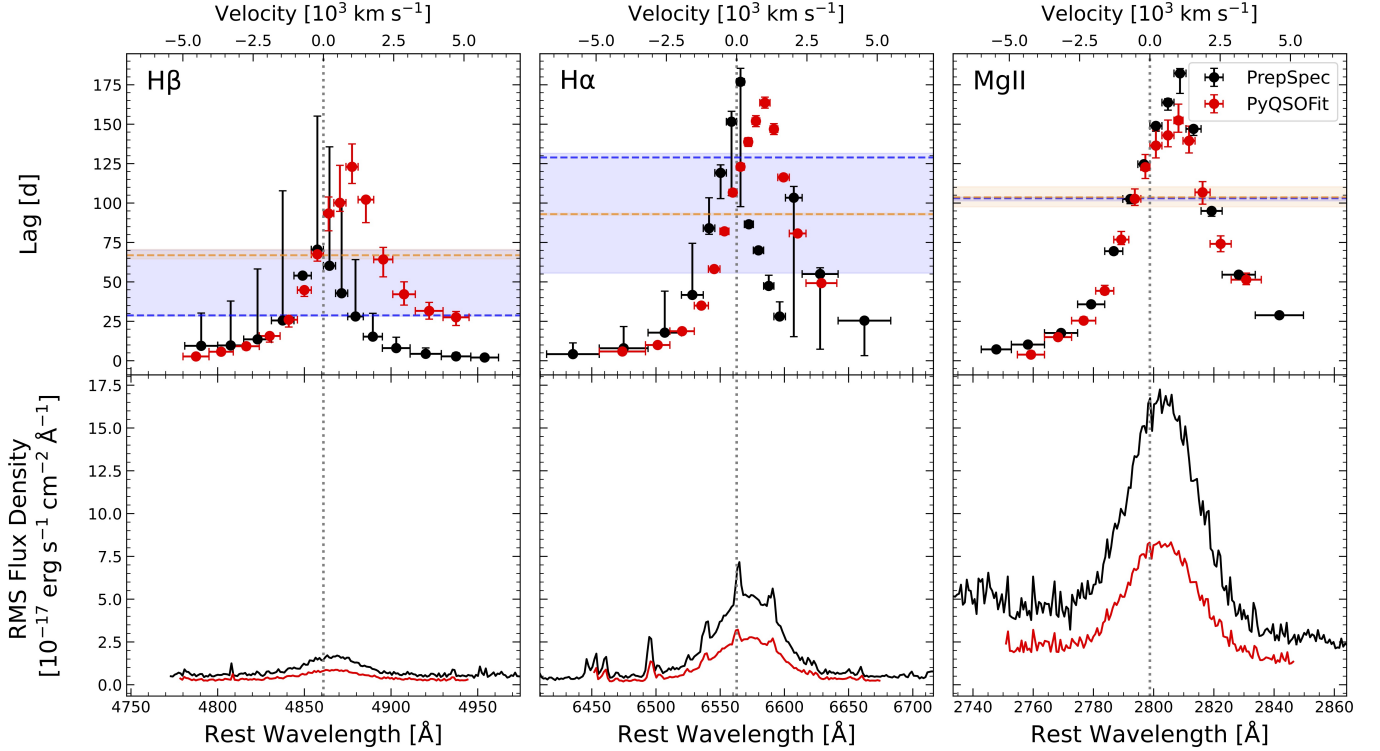 Velocity [10³ km s⁻¹] Velocity [10³ km s⁻¹] Velocity [10³ km s⁻¹]
−5.0 −2.5 0.0 2.5 5.0 −5.0 −2.5 0.0 2.5 5.0 −5.0 −2.5 0.0 2.5 5.0
Hβ
Hα
MgII
PrepSpec
PyQSOFit
Lag [d]
175
150
125
100
75
50
25
0
RMS Flux Density
[10⁻¹⁷ erg s⁻¹ cm⁻² Å⁻¹]
17.5
15.0
12.5
10.0
7.5
5.0
2.5
0.0
4750 4800 4850 4900 4950 6450 6500 6550 6600 6650 6700 2740 2760 2780 2800 2820 2840 2860
Rest Wavelength [Å] Rest Wavelength [Å] Rest Wavelength [Å]